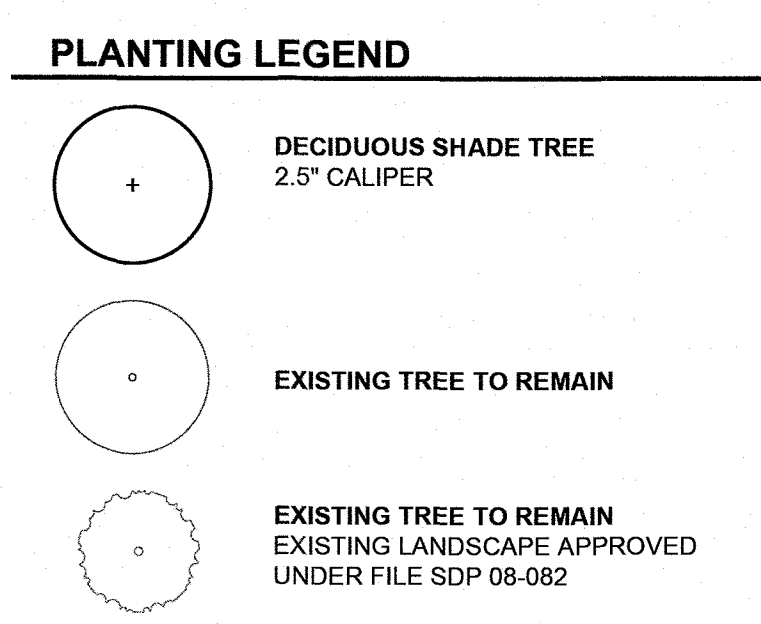 PLANTING LEGEND
DECIDUOUS SHADE TREE
2.5" CALIPER
EXISTING TREE TO REMAIN
EXISTING TREE TO REMAIN
EXISTING LANDSCAPE APPROVED
UNDER FILE SDP 08-082